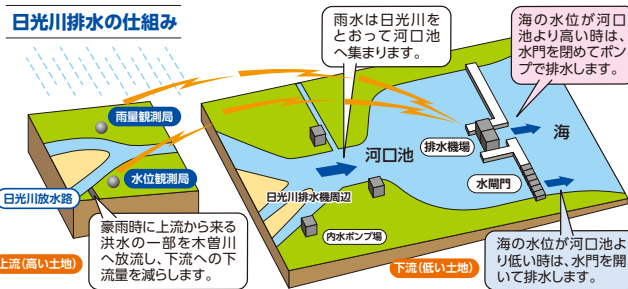 日光川排水の仕組み
雨水は日光川を
とおって河口池
へ集まります。
海の水位が河口
池より高い時は、
水門を閉めてポン
プで排水します。
雨量観測局
水位観測局
日光川放水路
豪雨時に上流から来る
洪水の一部を木曽川
へ放流し、下流への下
流量を減らします。
上流(高い土地)
河口池
排水機場
海
水閘門
日光川排水機周辺
内水ポンプ場
下流(低い土地)
海の水位が河口池よ
り低い時は、水門を開
いて排水します。